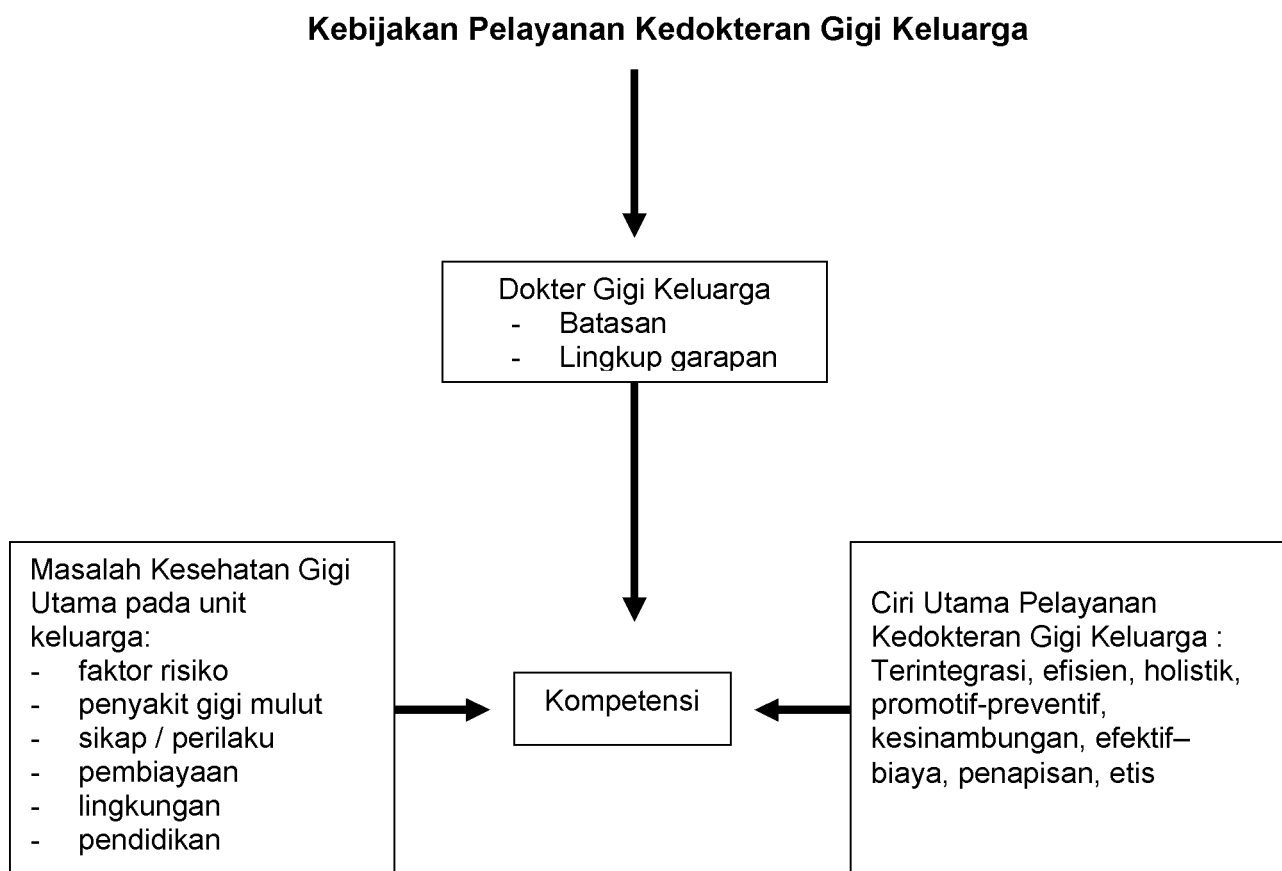 Kebijakan Pelayanan Kedokteran Gigi Keluarga
Dokter Gigi Keluarga
- Batasan
- Lingkup garapan
Masalah Kesehatan Gigi
Utama pada unit
keluarga:
- faktor risiko
- penyakit gigi mulut
- sikap / perilaku
- pembiayaan
- lingkungan
- pendidikan
Kompetensi
Ciri Utama Pelayanan
Kedokteran Gigi Keluarga :
Terintegrasi, efisien, holistik,
promotif-preventif,
kesinambungan, efektif–
biaya, penapisan, etis